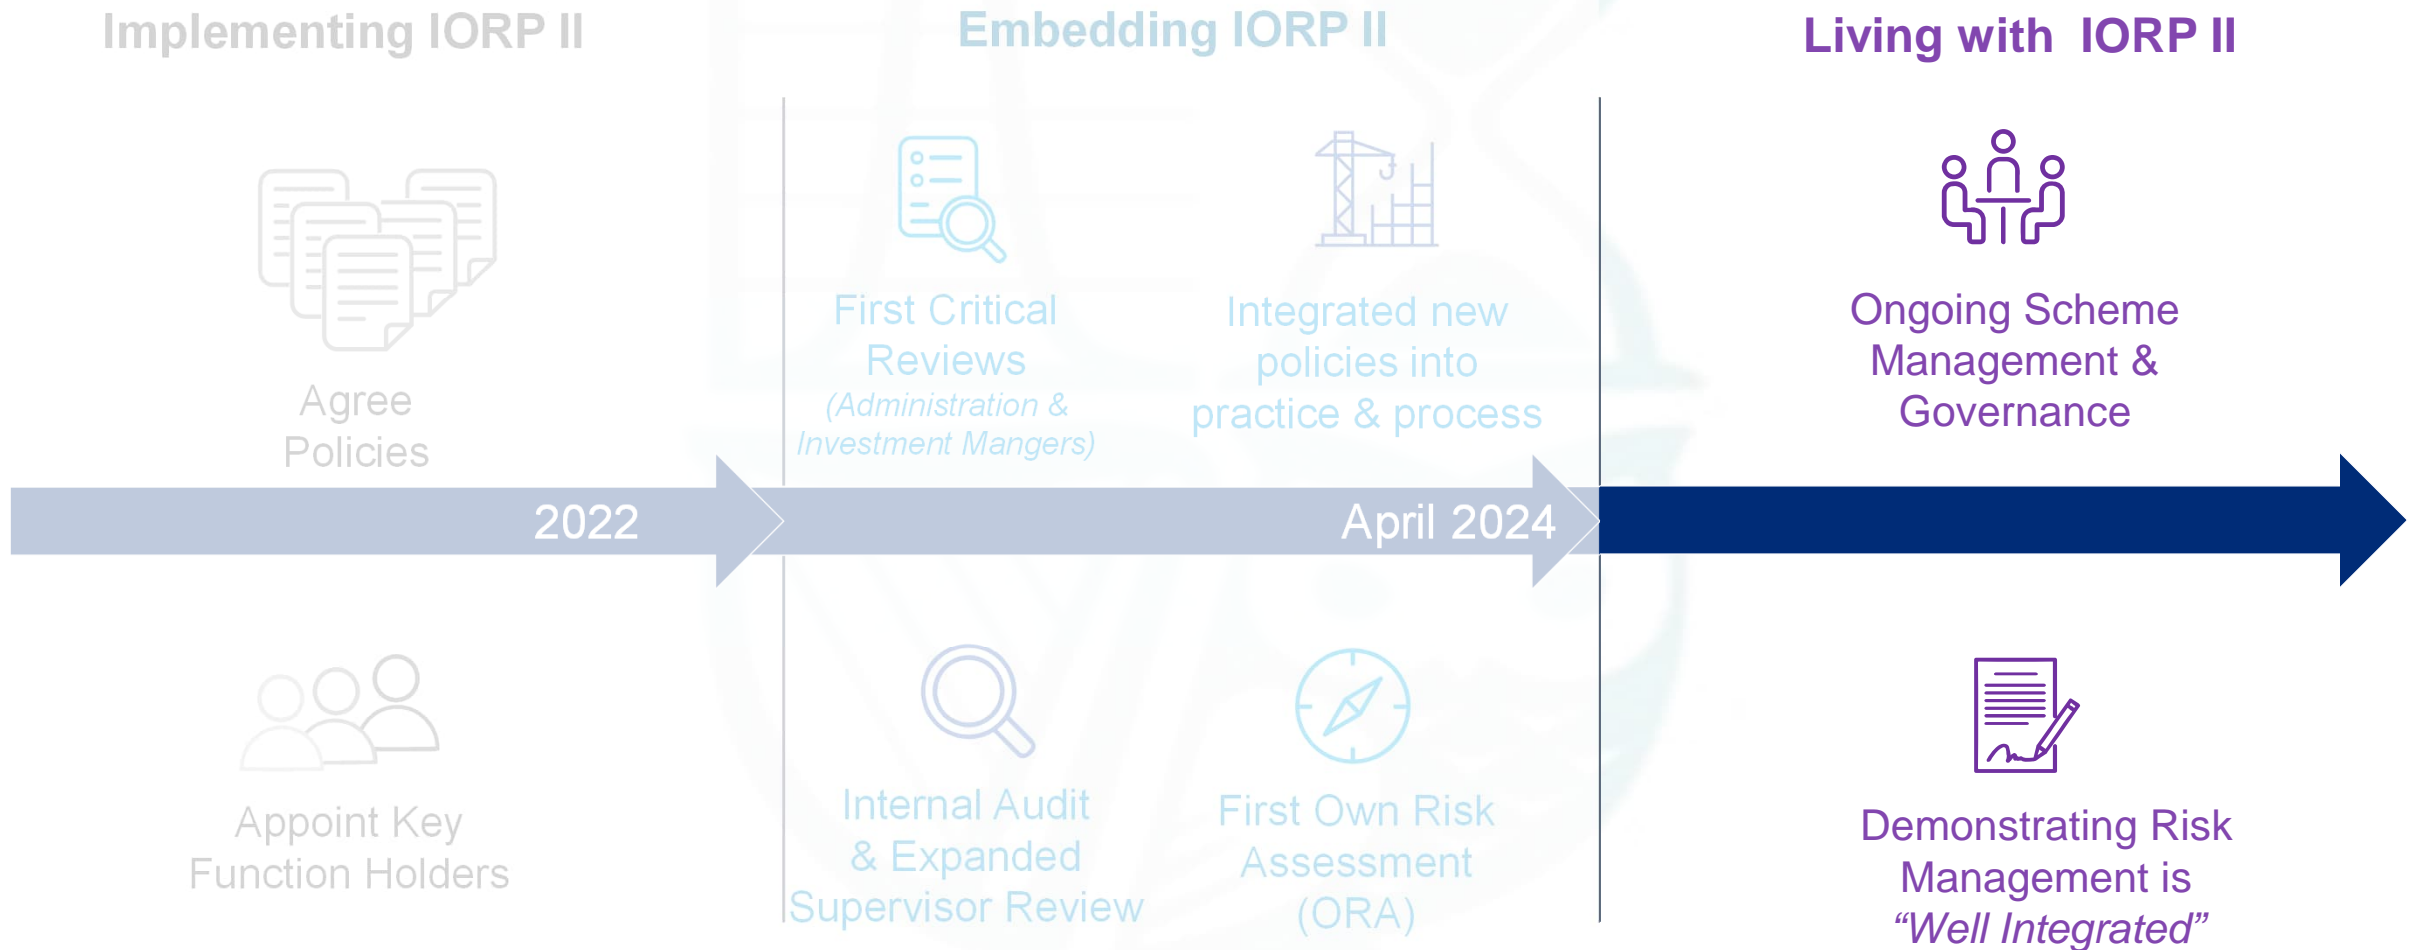 Implementing IORP II
Agree
Policies
2022
Appoint Key
Function Holders
Embedding IORP II
First Critical
Reviews
(Administration &
Investment Mangers)
Integrated new
policies into
practice & process
April 2024
Internal Audit
& Expanded
Supervisor Review
First Own Risk
Assessment
(ORA)
Living with IORP II
Ongoing Scheme
Management &
Governance
Demonstrating Risk
Management is
“Well Integrated”